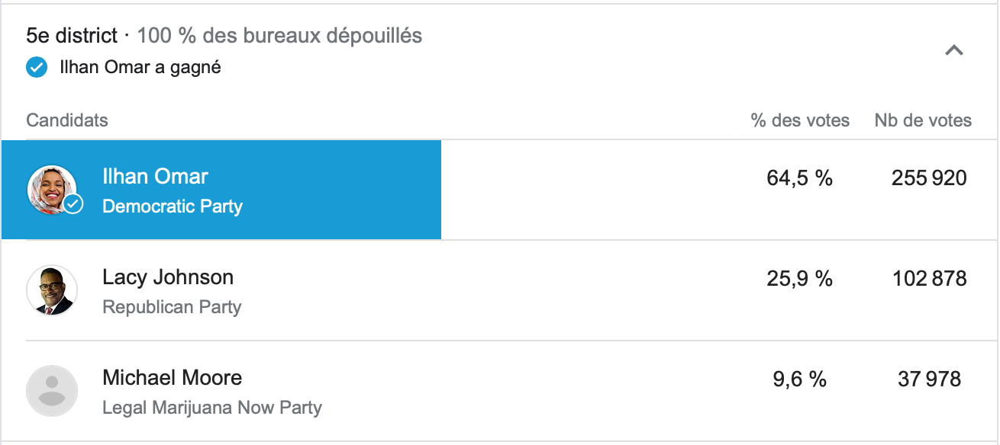 5e district · 100 % des bureaux dépouillés
Ilhan Omar a gagné
Candidats % des votes Nb de votes
Ilhan Omar 64,5 % 255 920
Democratic Party
Lacy Johnson 25,9 % 102 878
Republican Party
Michael Moore 9,6 % 37 978
Legal Marijuana Now Party